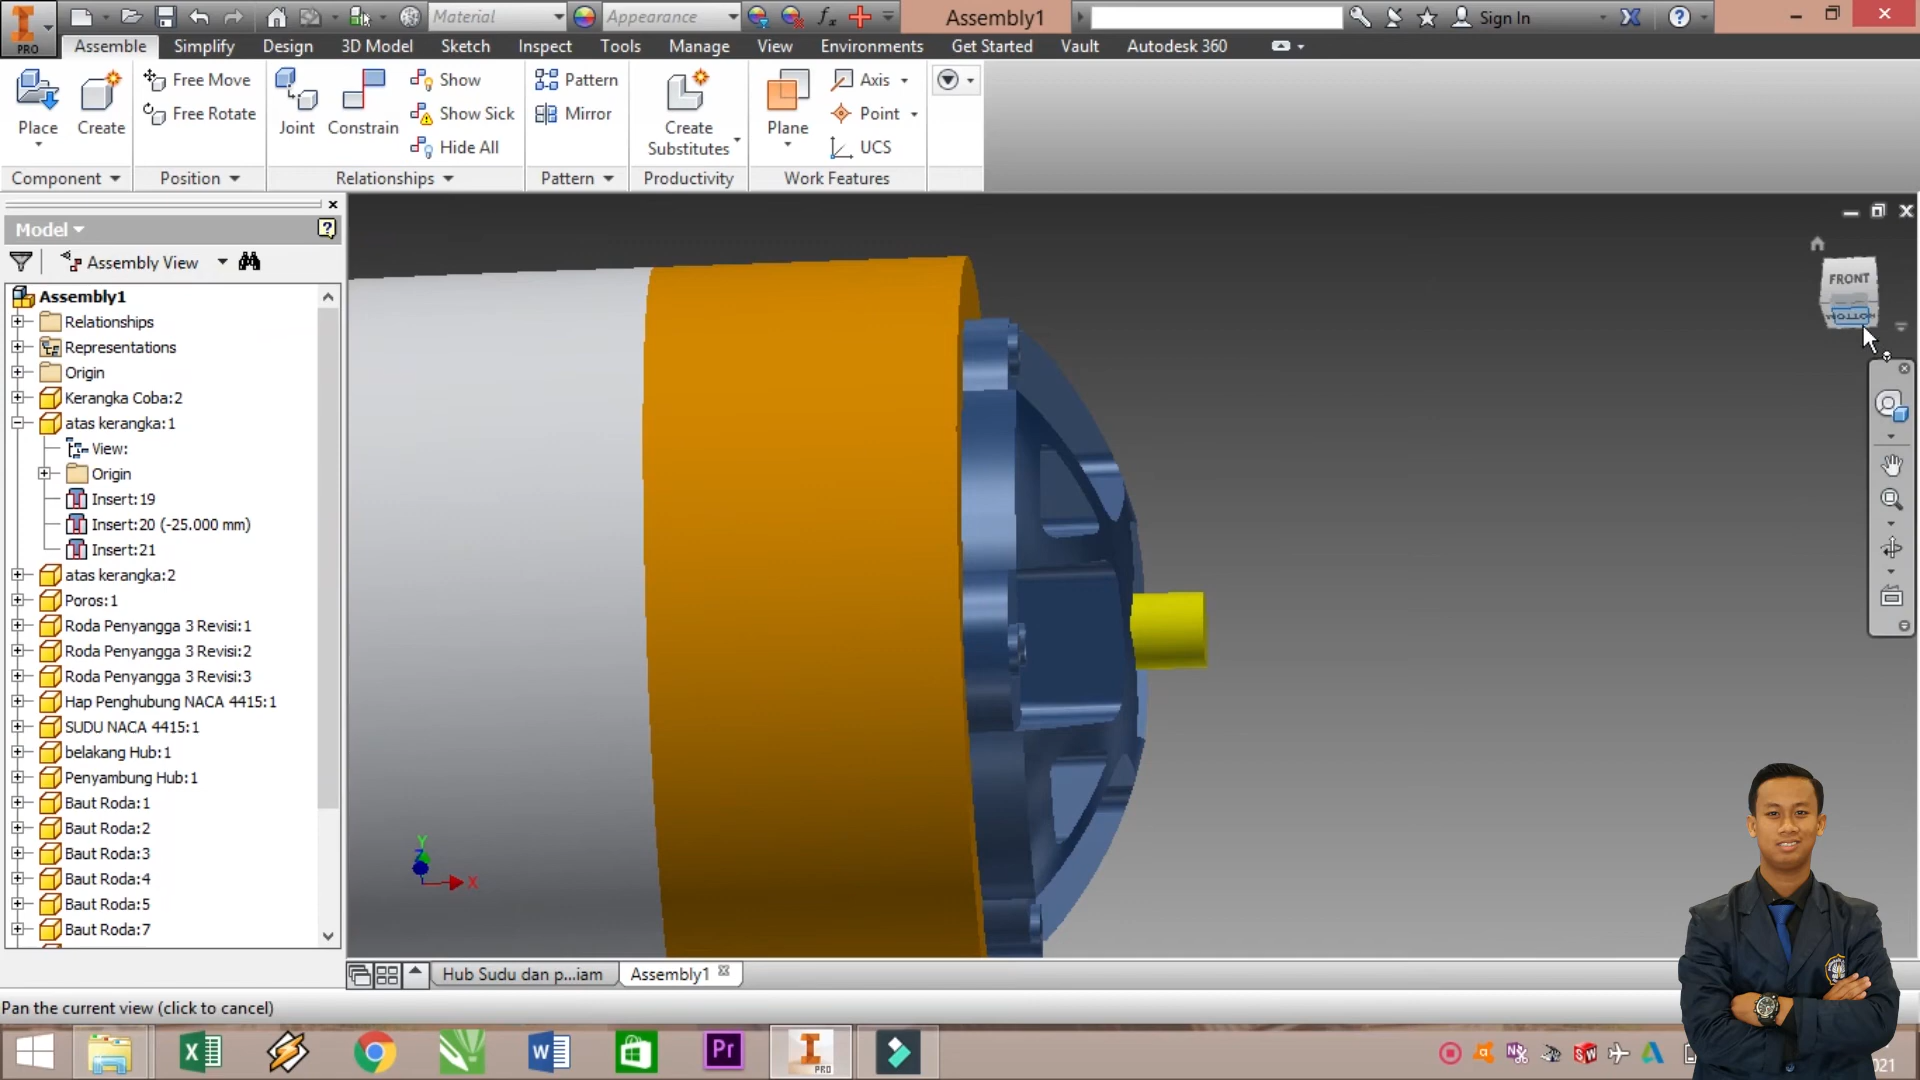 PRO
Material
Appearance
Assembly1
Sign In
Assemble Simplify Design 3D Model Sketch Inspect Tools Manage View Environments Get Started Vault Autodesk 360
Place
Create
Free Move
Free Rotate
Joint
Constrain
Show
Show Sick
Hide All
Pattern
Mirror
Create
Substitutes
Plane
Axis
Point
UCS
Component
Position
Relationships
Pattern
Productivity
Work Features
Model
Assembly View
Assembly1
Relationships
Representations
Origin
Kerangka Coba:2
atas kerangka:1
View:
Origin
Insert:19
Insert:20 (-25.000 mm)
Insert:21
atas kerangka:2
Poros:1
Roda Penyangga 3 Revisi:1
Roda Penyangga 3 Revisi:2
Roda Penyangga 3 Revisi:3
Hap Penghubung NACA 4415:1
SUDU NACA 4415:1
belakang Hub:1
Penyambung Hub:1
Baut Roda:1
Baut Roda:2
Baut Roda:3
Baut Roda:4
Baut Roda:5
Baut Roda:7
FRONT
BOTTOM
Y
Z
X
Hub Sudu dan p...iam
Assembly1
Pan the current view (click to cancel)
Pr
PRO